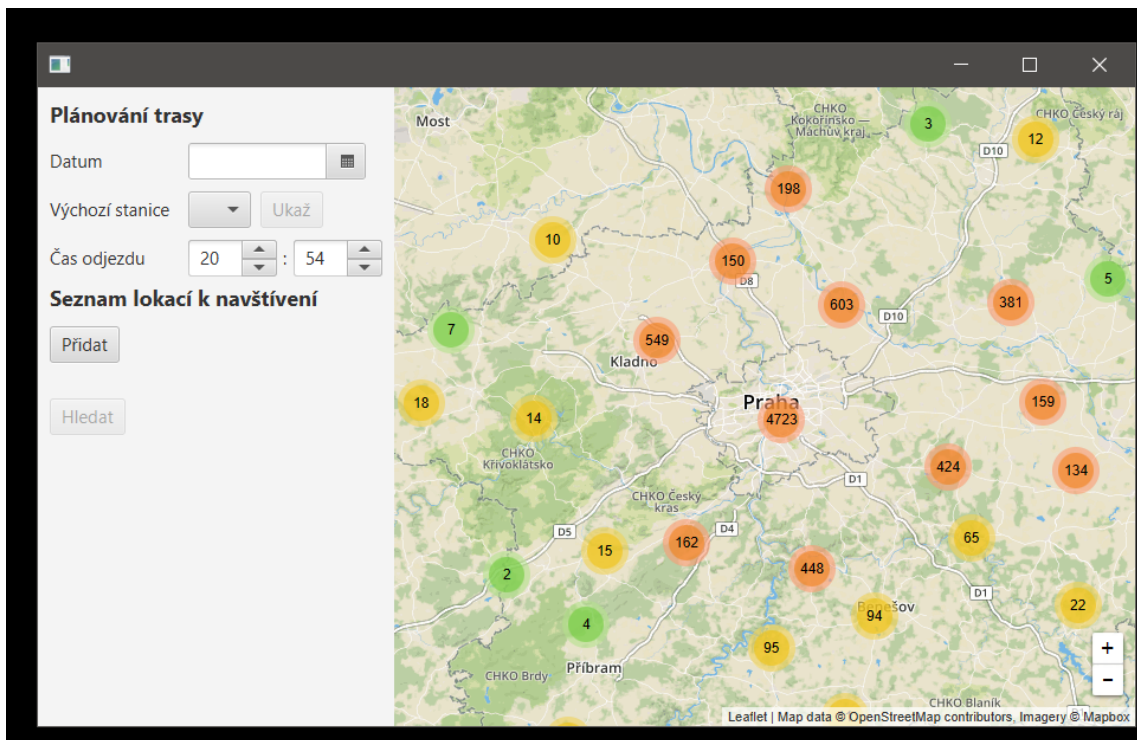 Plánování trasy
Datum
Výchozí stanice
Ukaž
Čas odjezdu
20 : 54
Seznam lokací k navštívení
Přidat
Hledat
Most
CHKO
Kokořínsko —
Máchův kraj
3
CHKO Český ráj
12
D10
198
10
150
D8
5
603
381
D10
7
549
Kladno
18
14
Praha
4723
159
CHKO
Křivoklátsko
424
134
D1
CHKO Český
kras
D5
D4
15
162
65
2
448
D1
Benešov
94
22
4
95
Příbram
CHKO Brdy
+
-
CHKO Blaník
Leaflet | Map data © OpenStreetMap contributors, Imagery © Mapbox